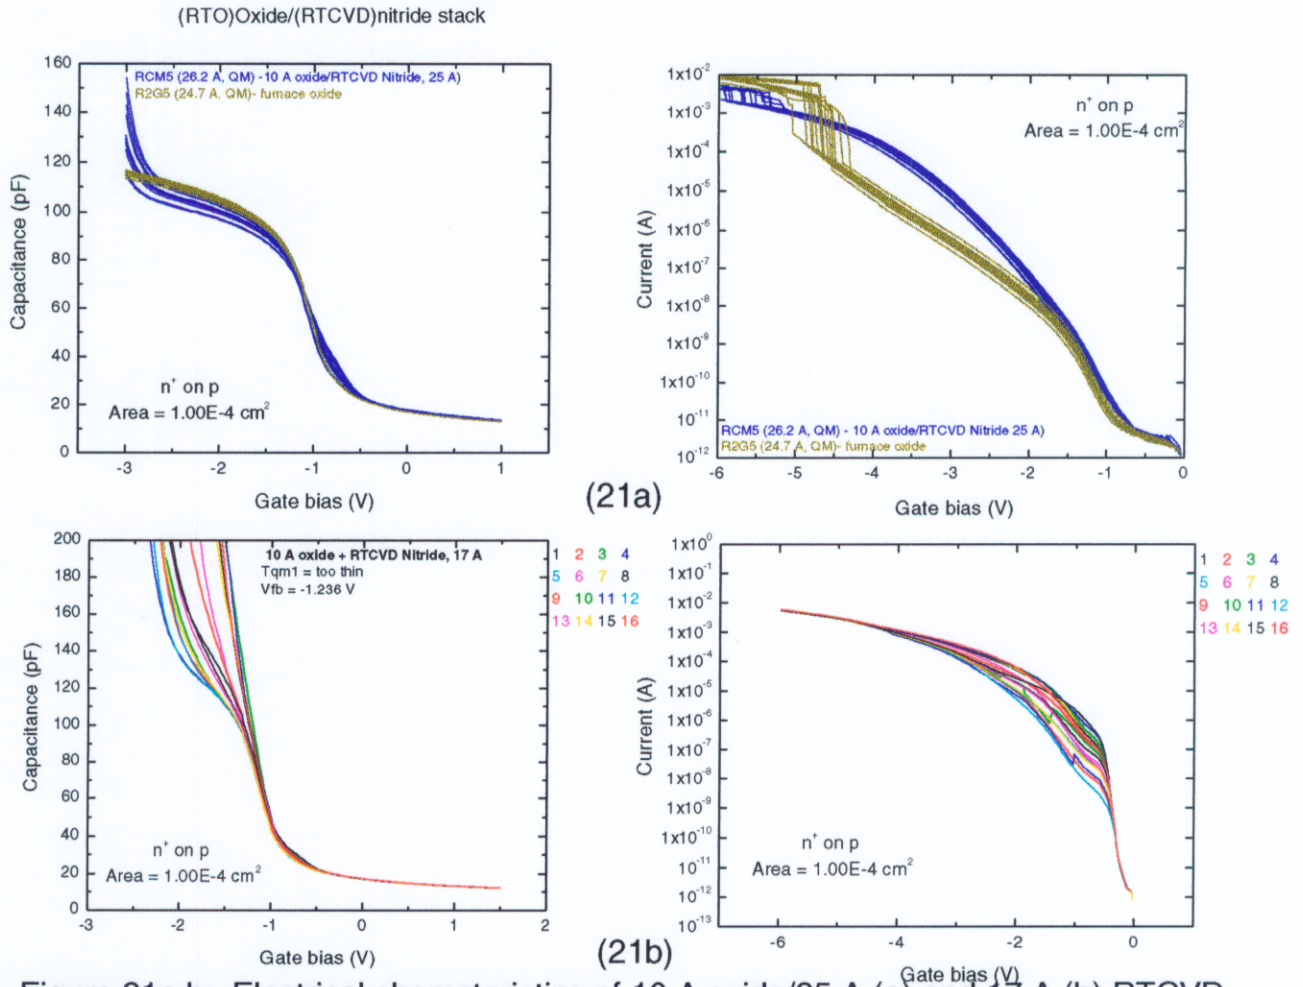 (RTO)Oxide/(RTCVD)nitride stack
160
140
120
100
80
60
40
20
0
Capacitance (pF)
RCM5 (26.2 A, QM) -10 A oxide/RTCVD Nitride, 25 A)
R2G5 (24.7 A, QM)- furnace oxide
n+ on p
Area = 1.00E-4 cm2
-3 -2 -1 0 1
Gate bias (V)
1x10-2
1x10-3
1x10-4
1x10-5
1x10-6
1x10-7
1x10-8
1x10-9
1x10-10
10-11
10-12
Current (A)
n+ on p
Area = 1.00E-4 cm2
RCM5 (26.2 A, QM) - 10 A oxide/RTCVD Nitride 25 A)
R2G5 (24.7 A, QM)- furnace oxide
-6 -5 -4 -3 -2 -1 0
Gate bias (V)
(21a)
200
180
160
140
120
100
80
60
40
20
0
Capacitance (pF)
10 A oxide + RTCVD Nitride, 17 A
Tqm1 = too thin
Vfb = -1.236 V
n+ on p
Area = 1.00E-4 cm2
-3 -2 -1 0 1 2
Gate bias (V)
1 2 3 4
5 6 7 8
9 10 11 12
13 14 15 16
1x100
1x10-1
1x10-2
1x10-3
1x10-4
1x10-5
1x10-6
1x10-7
1x10-8
1x10-9
1x10-10
10-11
10-12
10-13
Current (A)
n+ on p
Area = 1.00E-4 cm2
-6 -4 -2 0
Gate bias (V)
1 2 3 4
5 6 7 8
9 10 11 12
13 14 15 16
(21b)
Electrical characteristics of 10 A oxide/25 A (a) and 17 A (b) RTCVD